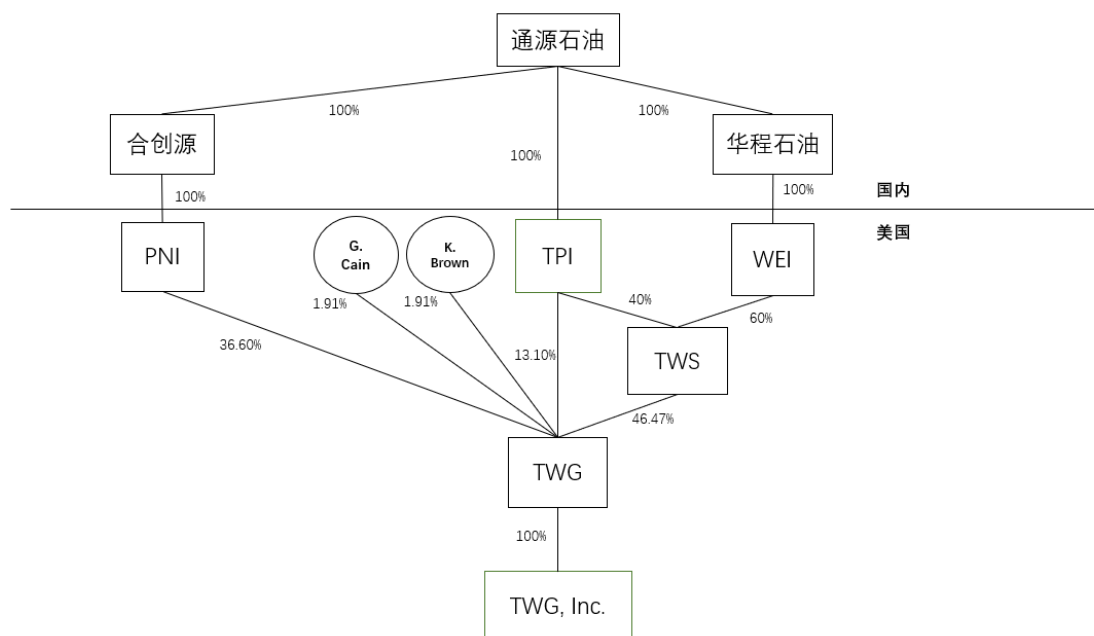 通源石油
100%
100%
合创源
100%
华程石油
100%
100%
国内
美国
PNI
G.
Cain
K.
Brown
TPI
WEI
1.91%
1.91%
40%
60%
36.60%
13.10%
TWS
46.47%
TWG
100%
TWG, Inc.